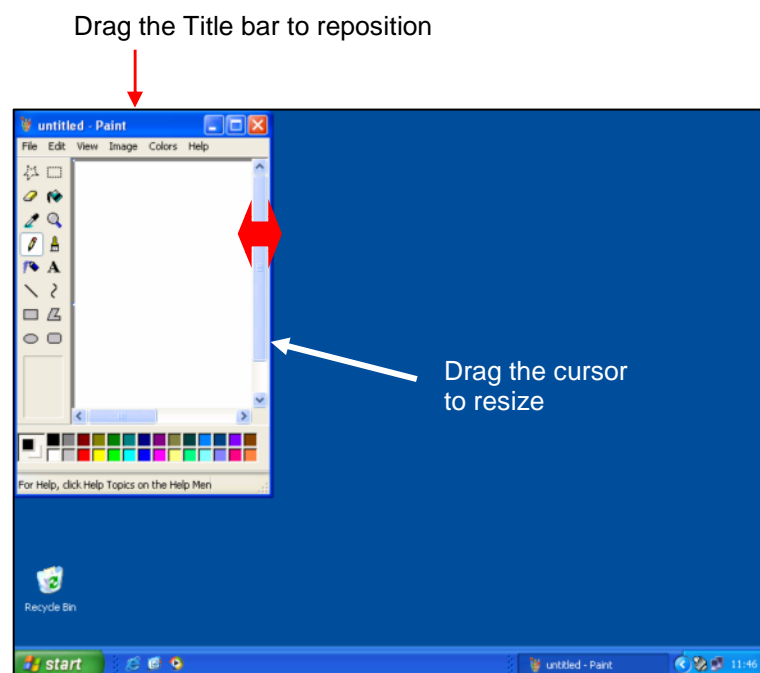 Drag the Title bar to reposition
untitled - Paint
File Edit View Image Colors Help
A
Drag the cursor
to resize
For Help, click Help Topics on the Help Men
Recycle Bin
start
untitled - Paint
11:46